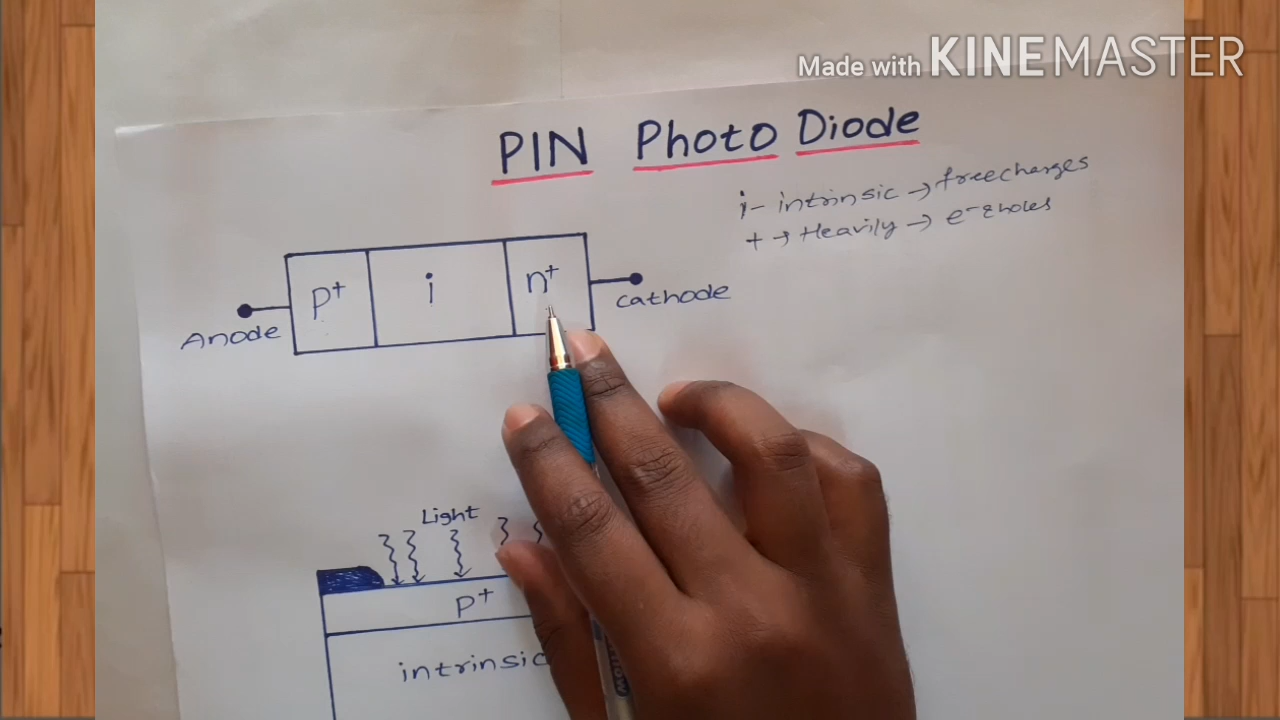 Made with KINEMASTER
PIN Photo Diode
i- intrinsic → freecharges
+ → Heavily → e⁻ & holes
p⁺ i n⁺
Anode
cathode
Light
p⁺
intrinsic